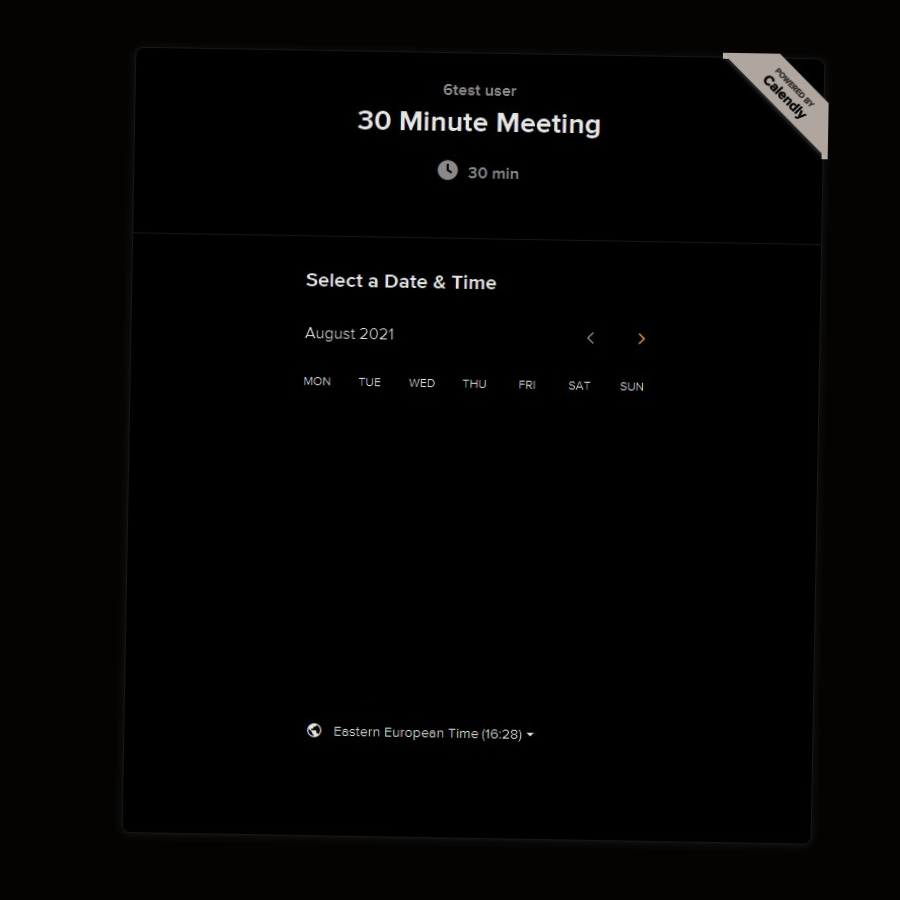 POWERED BY
Calendly
6test user
30 Minute Meeting
30 min
Select a Date & Time
August 2021
MON TUE WED THU FRI SAT SUN
Eastern European Time (16:28)